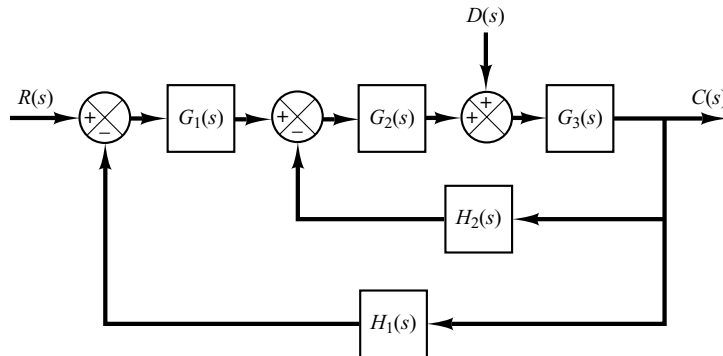 D(s)
R(s)
C(s)
+
−
G₁(s)
+
−
G₂(s)
+
+
G₃(s)
H₂(s)
H₁(s)